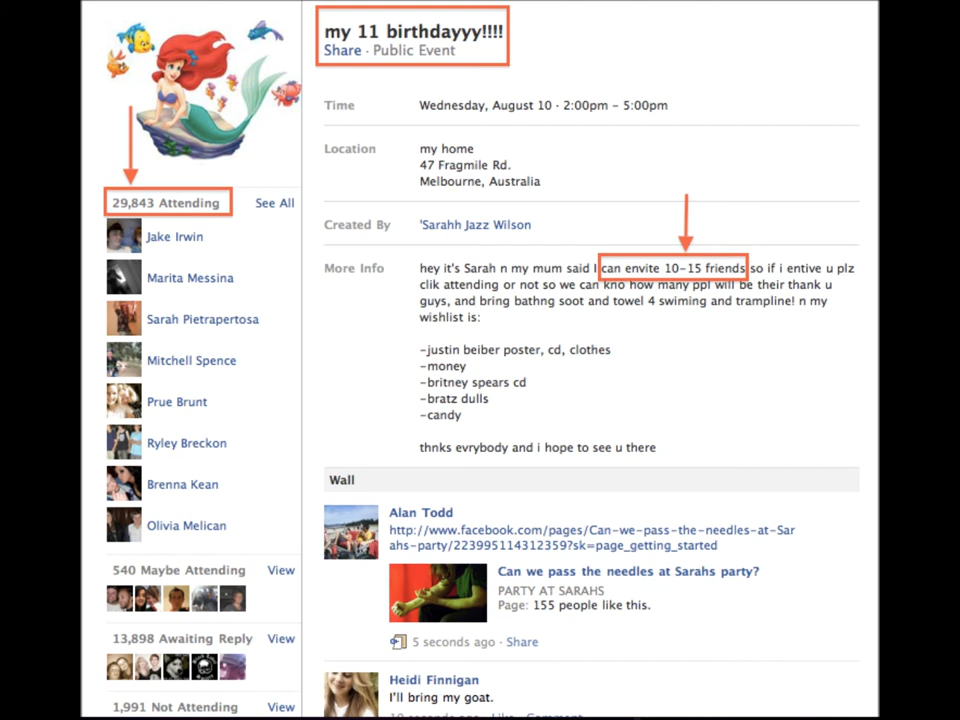 my 11 birthdayyy!!!!
Share · Public Event
Time Wednesday, August 10 · 2:00pm – 5:00pm
Location my home
47 Fragmile Rd.
Melbourne, Australia
Created By 'Sarahh Jazz Wilson
More Info hey it's Sarah n my mum said I can envite 10–15 friends so if i entive u plz
clik attending or not so we can kno how many ppl will be their thank u
guys, and bring bathng soot and towel 4 swiming and trampline! n my
wishlist is:
-justin beiber poster, cd, clothes
-money
-britney spears cd
-bratz dulls
-candy
thnks evrybody and i hope to see u there
29,843 Attending See All
Jake Irwin
Marita Messina
Sarah Pietrapertosa
Mitchell Spence
Prue Brunt
Ryley Breckon
Brenna Kean
Olivia Melican
540 Maybe Attending View
13,898 Awaiting Reply View
1,991 Not Attending View
Wall
Alan Todd
http://www.facebook.com/pages/Can-we-pass-the-needles-at-Sar
ahs-party/223995114312359?sk=page_getting_started
Can we pass the needles at Sarahs party?
PARTY AT SARAHS
Page: 155 people like this.
5 seconds ago · Share
Heidi Finnigan
I'll bring my goat.